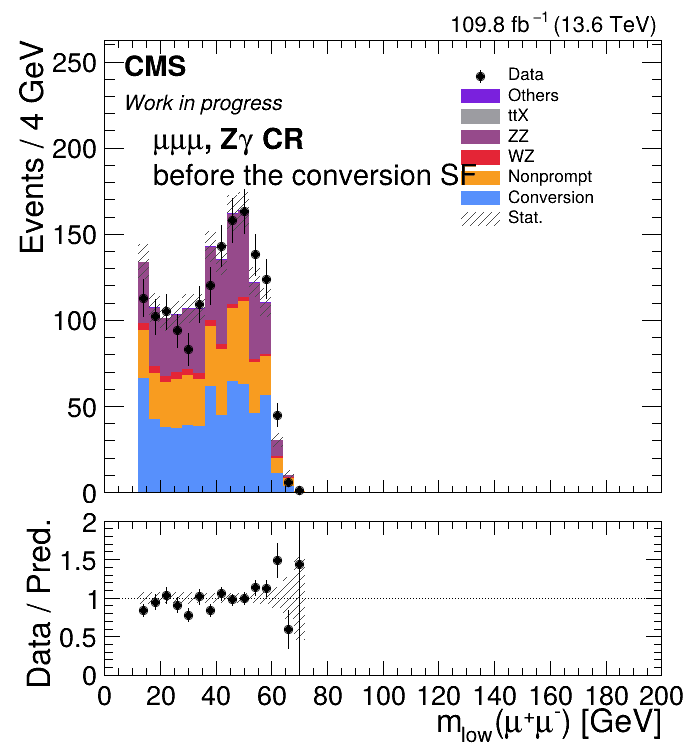 109.8 fb⁻¹ (13.6 TeV)
Events / 4 GeV
250
200
150
100
50
0
CMS
Work in progress
μμμ, Zγ CR
before the conversion SF
Data
Others
ttX
ZZ
WZ
Nonprompt
Conversion
Stat.
Data / Pred.
2
1.5
1
0.5
0
0 20 40 60 80 100 120 140 160 180 200
m_low(μ⁺μ⁻) [GeV]